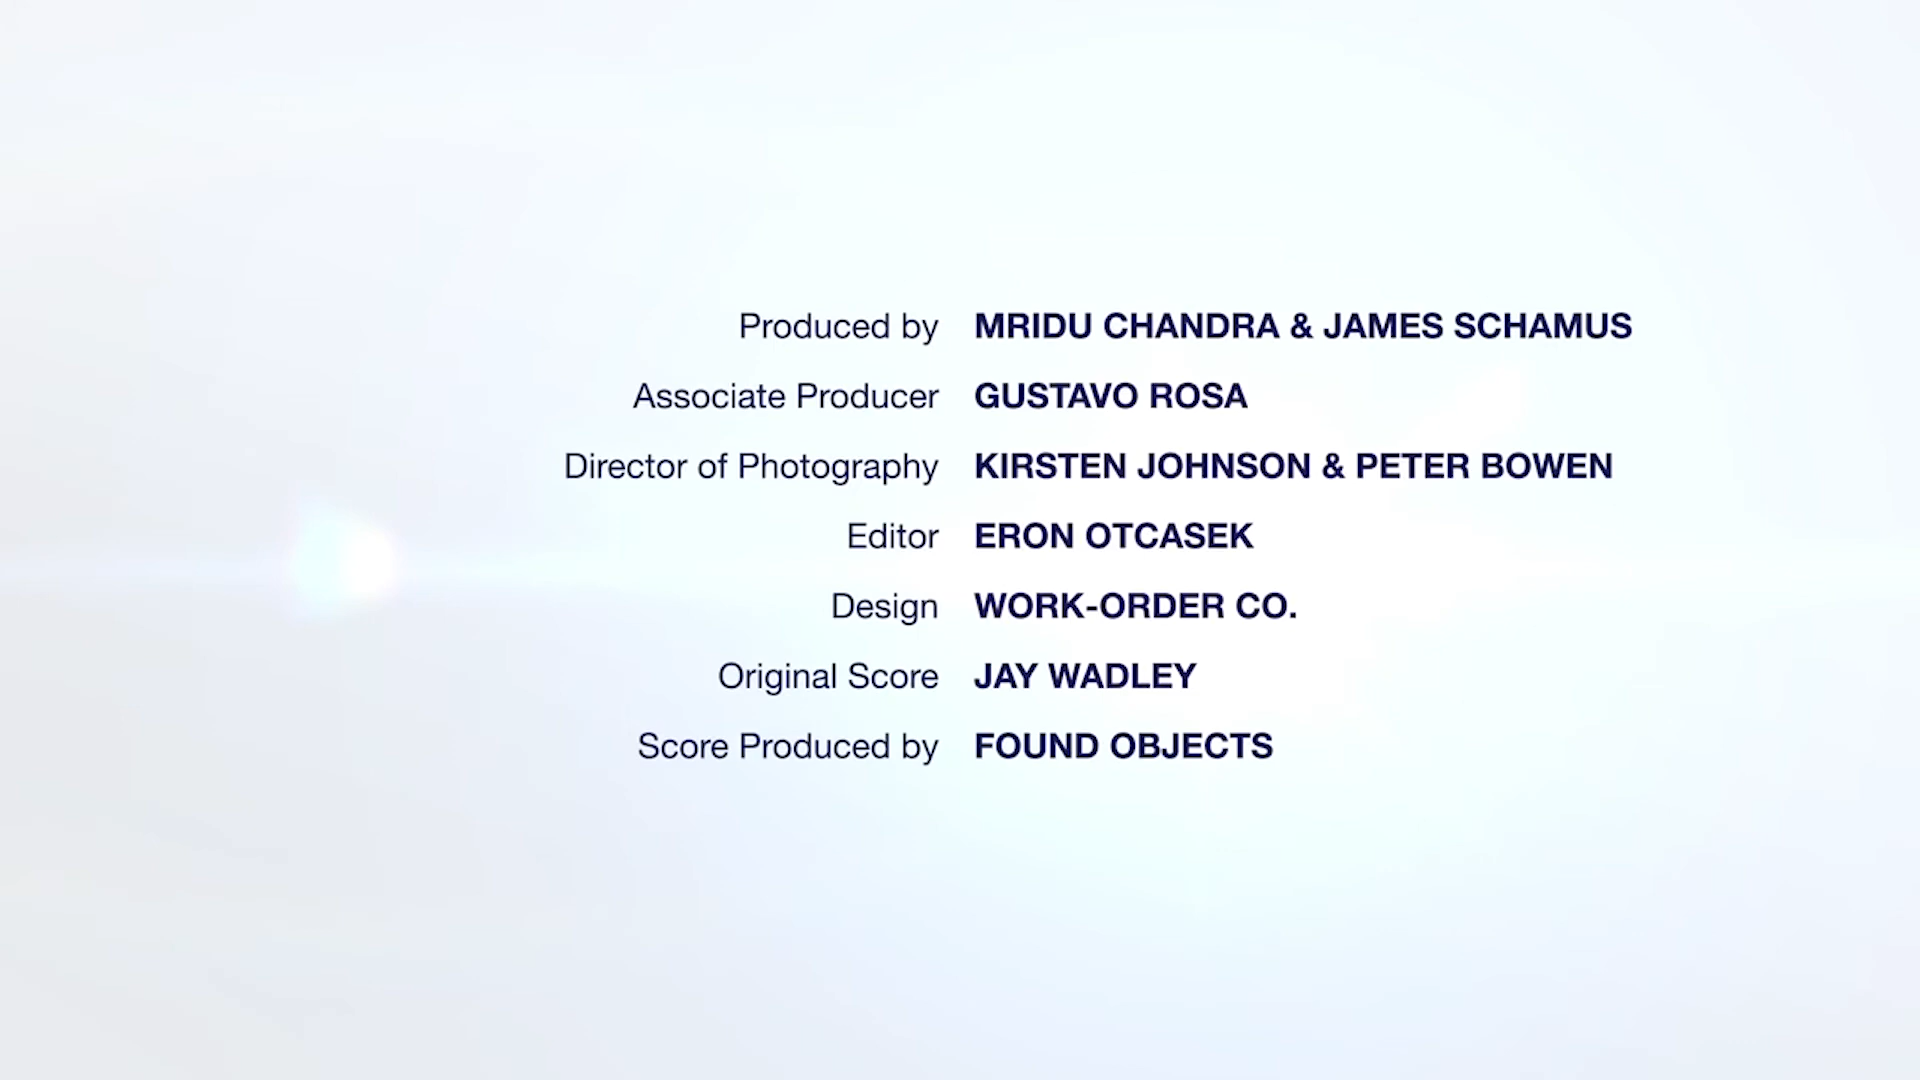 Produced by MRIDU CHANDRA & JAMES SCHAMUS
Associate Producer GUSTAVO ROSA
Director of Photography KIRSTEN JOHNSON & PETER BOWEN
Editor ERON OTCASEK
Design WORK-ORDER CO.
Original Score JAY WADLEY
Score Produced by FOUND OBJECTS